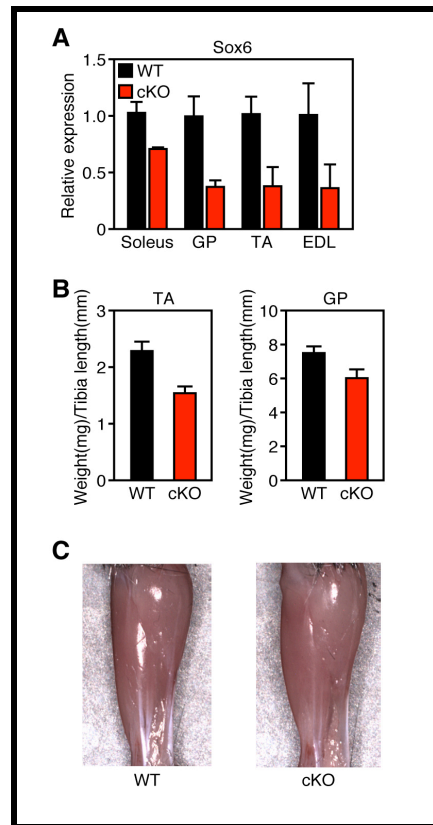 A
Sox6
1.5
WT
cKO
1.0
0.5
0
Relative expression
Soleus GP TA EDL
B
TA
3
2
1
0
Weight(mg)/Tibia length(mm)
WT cKO
GP
10
8
6
4
2
0
Weight(mg)/Tibia length(mm)
WT cKO
C
WT cKO